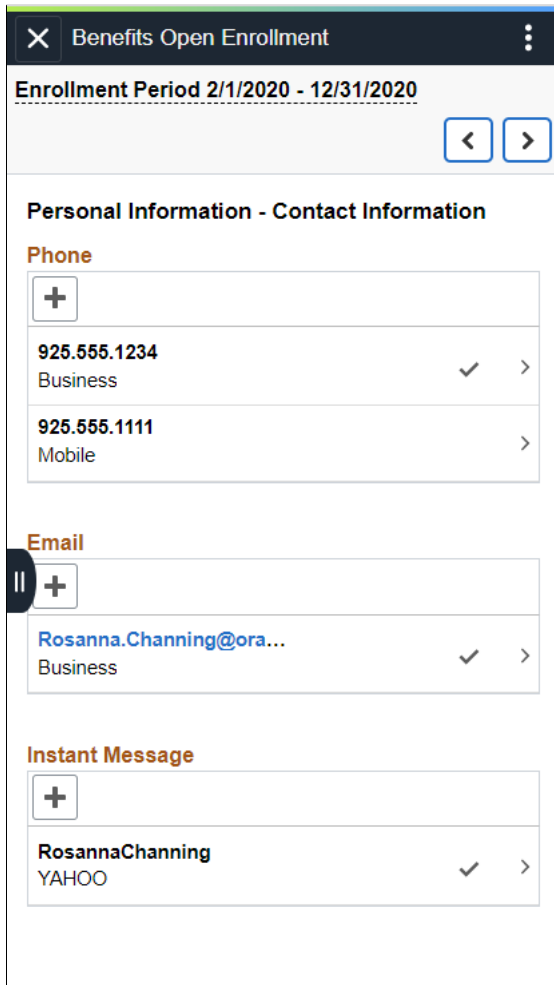 Benefits Open Enrollment
Enrollment Period 2/1/2020 - 12/31/2020
Personal Information - Contact Information
Phone
925.555.1234
Business
925.555.1111
Mobile
Email
Rosanna.Channing@ora...
Business
Instant Message
RosannaChanning
YAHOO